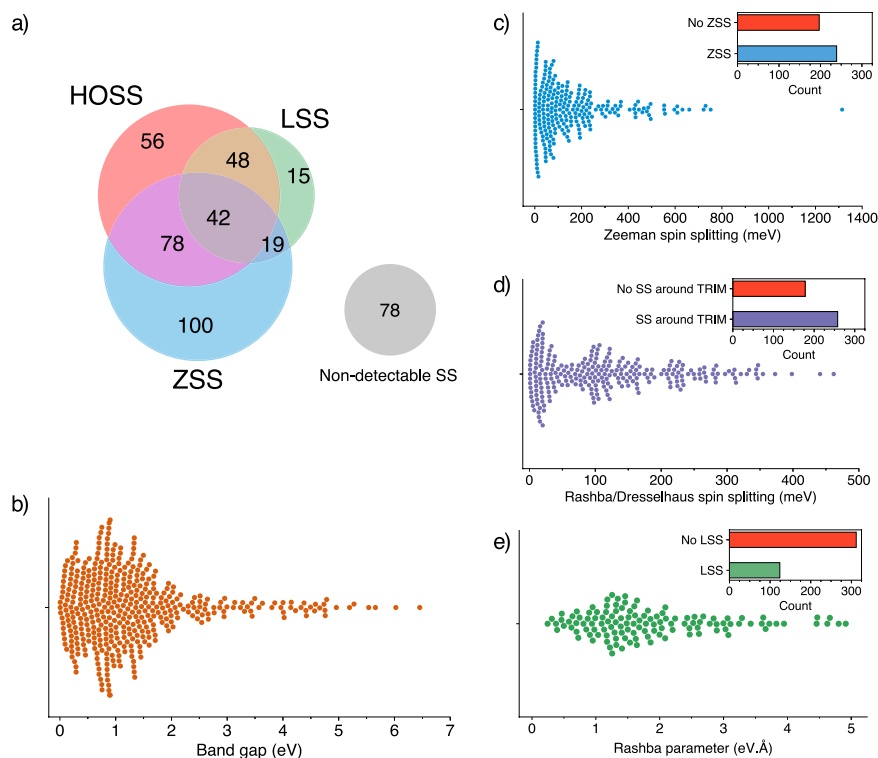 a)
HOSS
LSS
56
48
15
42
78
19
100
ZSS
78
Non-detectable SS
b)
0 1 2 3 4 5 6 7
Band gap (eV)
c)
No ZSS
ZSS
0 100 200 300
Count
0 200 400 600 800 1000 1200 1400
Zeeman spin splitting (meV)
d)
No SS around TRIM
SS around TRIM
0 100 200 300
Count
0 100 200 300 400 500
Rashba/Dresselhaus spin splitting (meV)
e)
No LSS
LSS
0 100 200 300
Count
0 1 2 3 4 5
Rashba parameter (eV.Å)